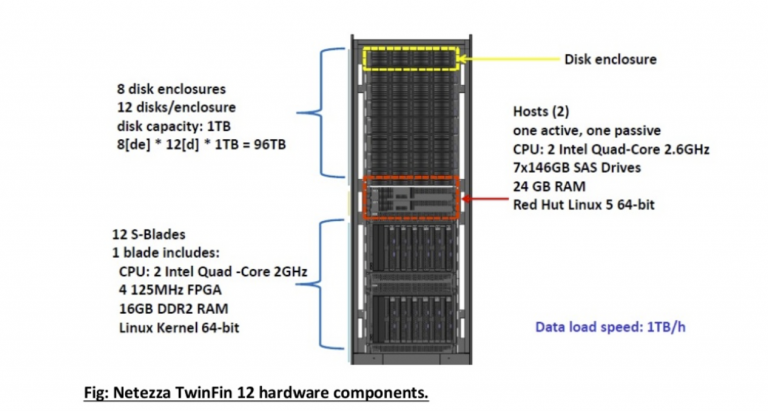 Disk enclosure
8 disk enclosures
12 disks/enclosure
disk capacity: 1TB
8[de] * 12[d] * 1TB = 96TB
Hosts (2)
one active, one passive
CPU: 2 Intel Quad-Core 2.6GHz
7x146GB SAS Drives
24 GB RAM
Red Hut Linux 5 64-bit
12 S-Blades
1 blade includes:
CPU: 2 Intel Quad -Core 2GHz
4 125MHz FPGA
16GB DDR2 RAM
Linux Kernel 64-bit
Data load speed: 1TB/h
Fig: Netezza TwinFin 12 hardware components.